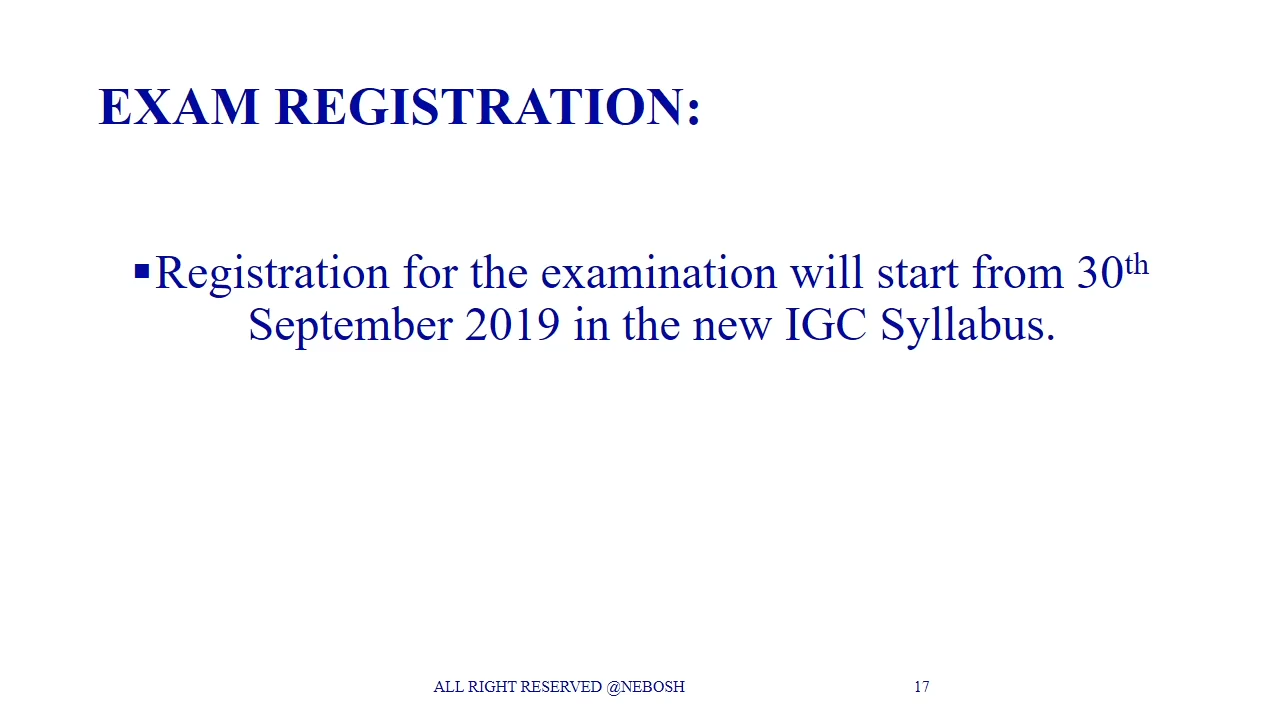 EXAM REGISTRATION:
▪Registration for the examination will start from 30th
September 2019 in the new IGC Syllabus.
ALL RIGHT RESERVED @NEBOSH 17